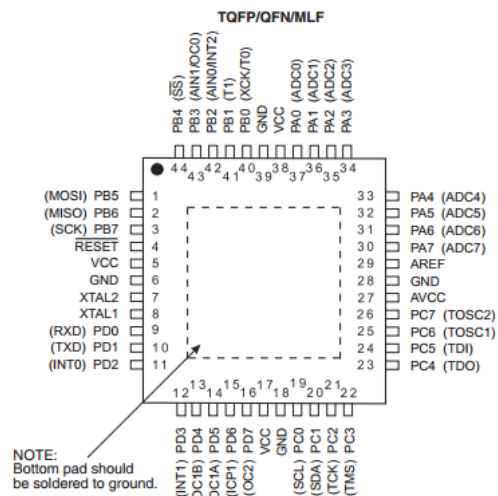 TQFP/QFN/MLF
PB4 (SS)
PB3 (AIN1/OC0)
PB2 (AIN0/INT2)
PB1 (T1)
PB0 (XCK/T0)
GND
VCC
PA0 (ADC0)
PA1 (ADC1)
PA2 (ADC2)
PA3 (ADC3)
44 43 42 41 40 39 38 37 36 35 34
(MOSI) PB5 1
(MISO) PB6 2
(SCK) PB7 3
RESET 4
VCC 5
GND 6
XTAL2 7
XTAL1 8
(RXD) PD0 9
(TXD) PD1 10
(INT0) PD2 11
33 PA4 (ADC4)
32 PA5 (ADC5)
31 PA6 (ADC6)
30 PA7 (ADC7)
29 AREF
28 GND
27 AVCC
26 PC7 (TOSC2)
25 PC6 (TOSC1)
24 PC5 (TDI)
23 PC4 (TDO)
12 13 14 15 16 17 18 19 20 21 22
(INT1) PD3
OC1B) PD4
OC1A) PD5
(ICP1) PD6
(OC2) PD7
VCC
GND
(SCL) PC0
(SDA) PC1
(TCK) PC2
(TMS) PC3
NOTE:
Bottom pad should
be soldered to ground.